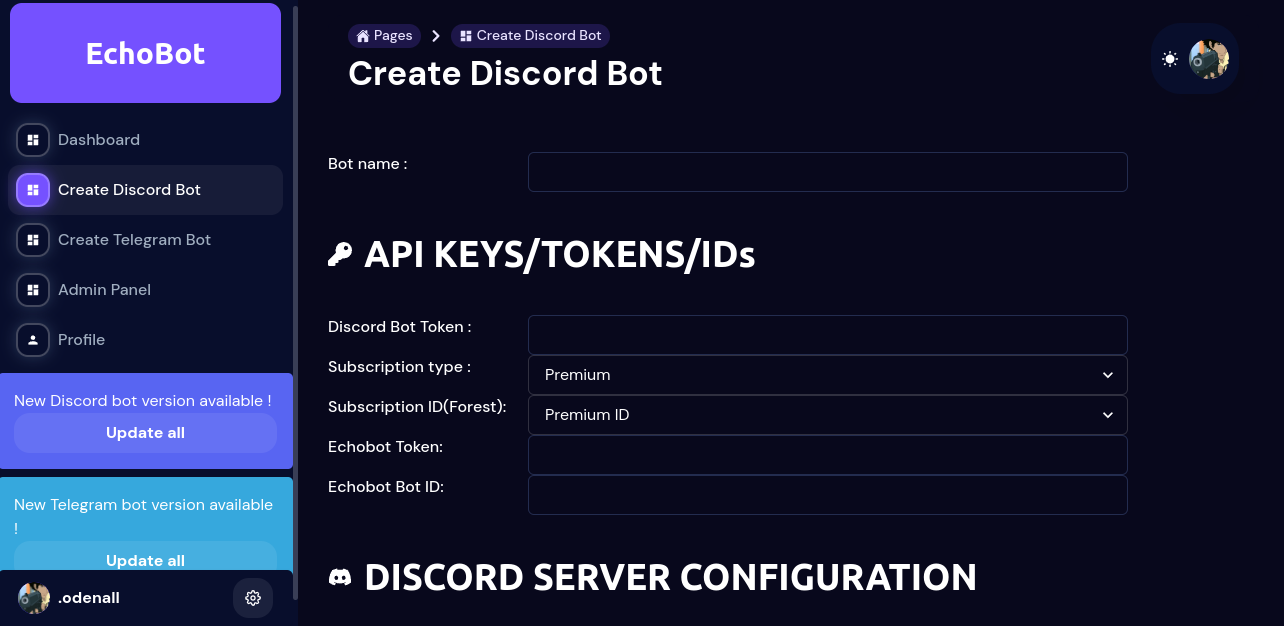 EchoBot
Dashboard
Create Discord Bot
Create Telegram Bot
Admin Panel
Profile
New Discord bot version available !
Update all
New Telegram bot version available
!
Update all
.odenall
Pages
Create Discord Bot
Create Discord Bot
Bot name :
API KEYS/TOKENS/IDs
Discord Bot Token :
Subscription type :
Premium
Subscription ID(Forest):
Premium ID
Echobot Token:
Echobot Bot ID:
DISCORD SERVER CONFIGURATION